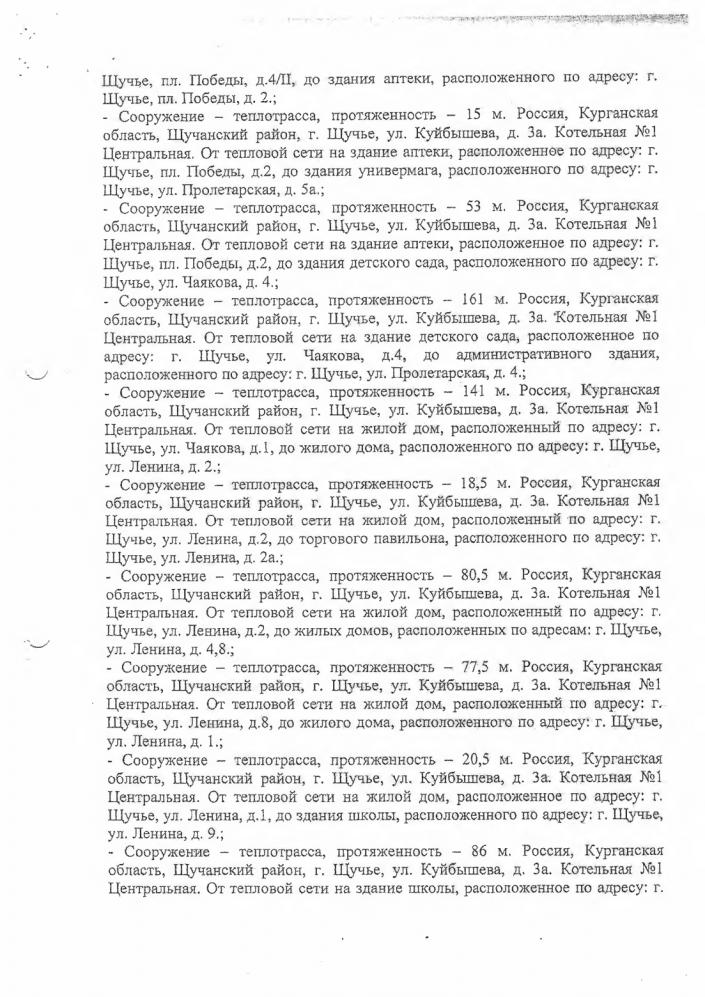 Щучье, пл. Победы, д.4/II, до здания аптеки, расположенного по адресу: г.
Щучье, пл. Победы, д. 2.;
- Сооружение – теплотрасса, протяженность – 15 м. Россия, Курганская
область, Щучанский район, г. Щучье, ул. Куйбышева, д. 3а. Котельная №1
Центральная. От тепловой сети на здание аптеки, расположенное по адресу: г.
Щучье, пл. Победы, д.2, до здания универмага, расположенного по адресу: г.
Щучье, ул. Пролетарская, д. 5а.;
- Сооружение – теплотрасса, протяженность – 53 м. Россия, Курганская
область, Щучанский район, г. Щучье, ул. Куйбышева, д. 3а. Котельная №1
Центральная. От тепловой сети на здание аптеки, расположенное по адресу: г.
Щучье, пл. Победы, д.2, до здания детского сада, расположенного по адресу: г.
Щучье, ул. Чаякова, д. 4.;
- Сооружение – теплотрасса, протяженность – 161 м. Россия, Курганская
область, Щучанский район, г. Щучье, ул. Куйбышева, д. 3а. Котельная №1
Центральная. От тепловой сети на здание детского сада, расположенное по
адресу: г. Щучье, ул. Чаякова, д.4, до административного здания,
расположенного по адресу: г. Щучье, ул. Пролетарская, д. 4.;
- Сооружение – теплотрасса, протяженность – 141 м. Россия, Курганская
область, Щучанский район, г. Щучье, ул. Куйбышева, д. 3а. Котельная №1
Центральная. От тепловой сети на жилой дом, расположенный по адресу: г.
Щучье, ул. Чаякова, д.1, до жилого дома, расположенного по адресу: г. Щучье,
ул. Ленина, д. 2.;
- Сооружение – теплотрасса, протяженность – 18,5 м. Россия, Курганская
область, Щучанский район, г. Щучье, ул. Куйбышева, д. 3а. Котельная №1
Центральная. От тепловой сети на жилой дом, расположенный по адресу: г.
Щучье, ул. Ленина, д.2, до торгового павильона, расположенного по адресу: г.
Щучье, ул. Ленина, д. 2а.;
- Сооружение – теплотрасса, протяженность – 80,5 м. Россия, Курганская
область, Щучанский район, г. Щучье, ул. Куйбышева, д. 3а. Котельная №1
Центральная. От тепловой сети на жилой дом, расположенный по адресу: г.
Щучье, ул. Ленина, д.2, до жилых домов, расположенных по адресам: г. Щучье,
ул. Ленина, д. 4,8.;
- Сооружение – теплотрасса, протяженность – 77,5 м. Россия, Курганская
область, Щучанский район, г. Щучье, ул. Куйбышева, д. 3а. Котельная №1
Центральная. От тепловой сети на жилой дом, расположенный по адресу: г.
Щучье, ул. Ленина, д.8, до жилого дома, расположенного по адресу: г. Щучье,
ул. Ленина, д. 1.;
- Сооружение – теплотрасса, протяженность – 20,5 м. Россия, Курганская
область, Щучанский район, г. Щучье, ул. Куйбышева, д. 3а. Котельная №1
Центральная. От тепловой сети на жилой дом, расположенное по адресу: г.
Щучье, ул. Ленина, д.1, до здания школы, расположенного по адресу: г. Щучье,
ул. Ленина, д. 9.;
- Сооружение – теплотрасса, протяженность – 86 м. Россия, Курганская
область, Щучанский район, г. Щучье, ул. Куйбышева, д. 3а. Котельная №1
Центральная. От тепловой сети на здание школы, расположенное по адресу: г.